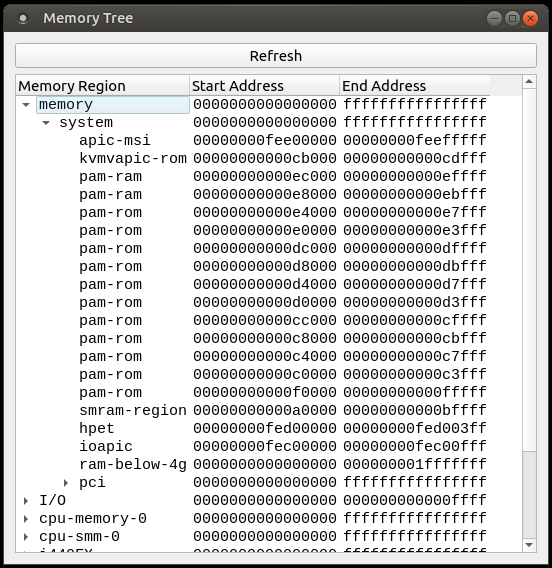 Memory Tree
Refresh
Memory Region Start Address End Address
memory 0000000000000000 ffffffffffffffff
system 0000000000000000 ffffffffffffffff
apic-msi 00000000fee00000 00000000feefffff
kvmvapic-rom 00000000000cb000 00000000000cdfff
pam-ram 00000000000ec000 00000000000effff
pam-ram 00000000000e8000 00000000000ebfff
pam-rom 00000000000e4000 00000000000e7fff
pam-rom 00000000000e0000 00000000000e3fff
pam-rom 00000000000dc000 00000000000dffff
pam-rom 00000000000d8000 00000000000dbfff
pam-rom 00000000000d4000 00000000000d7fff
pam-rom 00000000000d0000 00000000000d3fff
pam-rom 00000000000cc000 00000000000cffff
pam-rom 00000000000c8000 00000000000cbfff
pam-rom 00000000000c4000 00000000000c7fff
pam-rom 00000000000c0000 00000000000c3fff
pam-rom 00000000000f0000 00000000000fffff
smram-region 00000000000a0000 00000000000bffff
hpet 00000000fed00000 00000000fed003ff
ioapic 00000000fec00000 00000000fec00fff
ram-below-4g 0000000000000000 000000001fffffff
pci 0000000000000000 ffffffffffffffff
I/O 0000000000000000 000000000000ffff
cpu-memory-0 0000000000000000 ffffffffffffffff
cpu-smm-0 0000000000000000 ffffffffffffffff